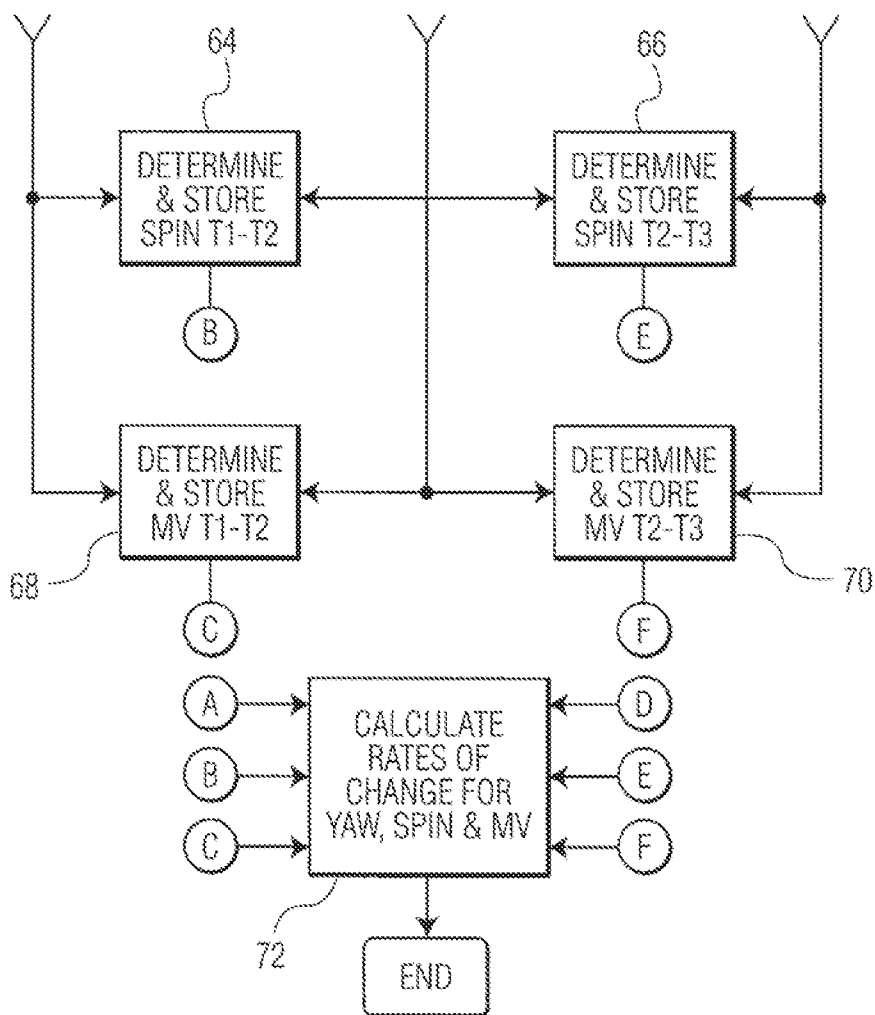 64
66
DETERMINE
& STORE
SPIN T1-T2
DETERMINE
& STORE
SPIN T2-T3
B
E
DETERMINE
& STORE
MV T1-T2
DETERMINE
& STORE
MV T2-T3
68
70
C
F
A
B
C
CALCULATE
RATES OF
CHANGE FOR
YAW, SPIN & MV
D
E
F
72
END